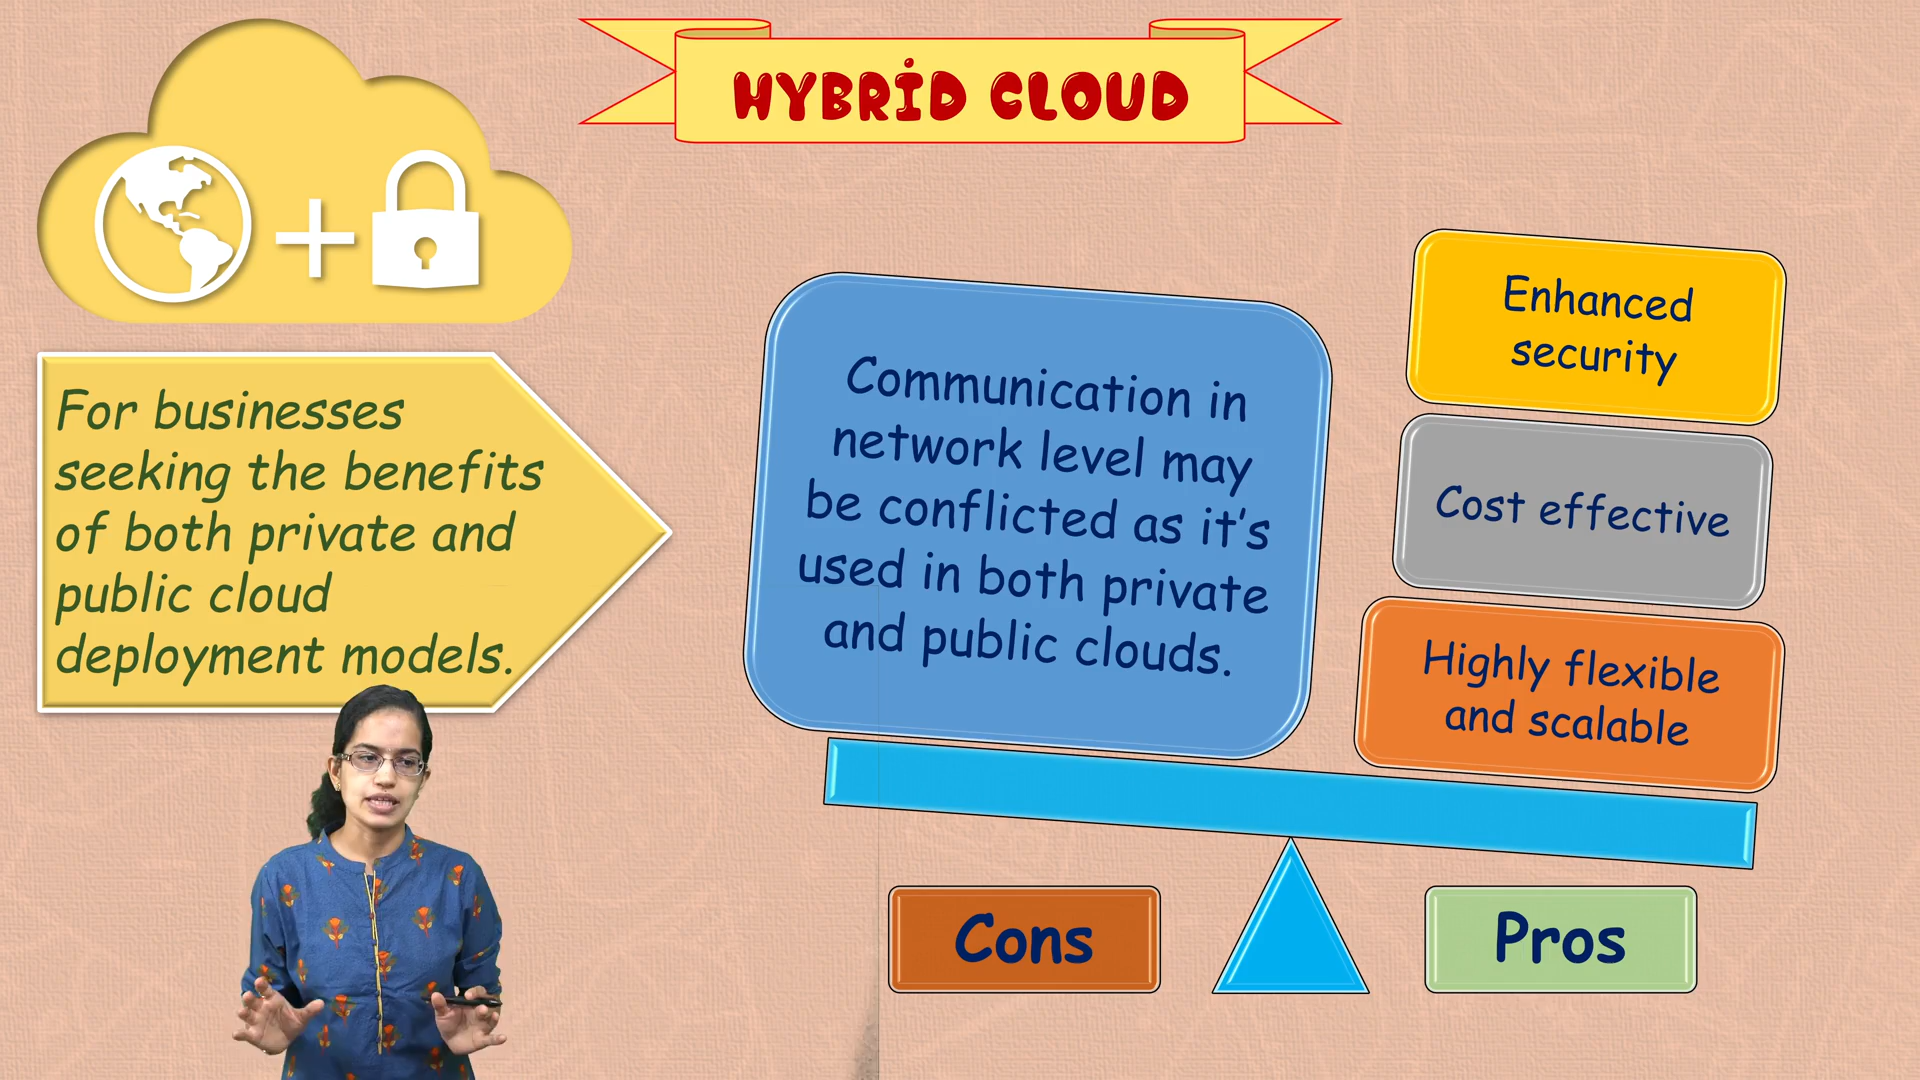 HYBRID CLOUD
For businesses
seeking the benefits
of both private and
public cloud
deployment models.
Communication in
network level may
be conflicted as it's
used in both private
and public clouds.
Enhanced
security
Cost effective
Highly flexible
and scalable
Cons
Pros